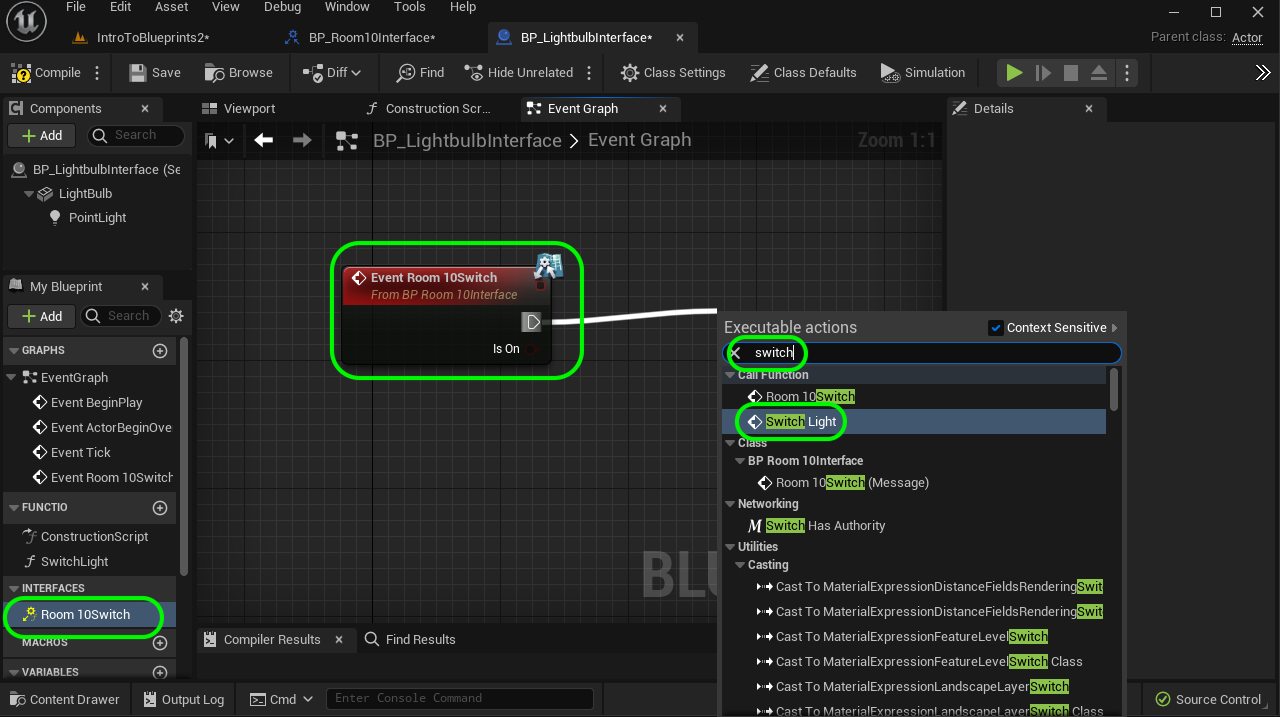 File Edit Asset View Debug Window Tools Help
IntroToBlueprints2* BP_Room10Interface* BP_LightbulbInterface* Parent class: Actor
Compile Save Browse Diff Find Hide Unrelated Class Settings Class Defaults Simulation
Components Viewport Construction Scr... Event Graph Details
Add Search BP_LightbulbInterface Event Graph Zoom 1:1
BP_LightbulbInterface (Se
LightBulb
PointLight
Event Room 10Switch
From BP Room 10Interface
Is On
My Blueprint
Add Search
GRAPHS
EventGraph
Event BeginPlay
Event ActorBeginOve
Event Tick
Event Room 10Switch
FUNCTIO
ConstructionScript
SwitchLight
INTERFACES
Room 10Switch
MACROS
VARIABLES
Executable actions Context Sensitive
switch
Call Function
Room 10Switch
Switch Light
Class
BP Room 10Interface
Room 10Switch (Message)
Networking
Switch Has Authority
Utilities
Casting
Cast To MaterialExpressionDistanceFieldsRenderingSwit
Cast To MaterialExpressionDistanceFieldsRenderingSwit
Cast To MaterialExpressionFeatureLevelSwitch
Cast To MaterialExpressionFeatureLevelSwitch Class
Cast To MaterialExpressionLandscapeLayerSwitch
Cast To MaterialExpressionLandscapeLayerSwitch Class
Compiler Results Find Results
Content Drawer Output Log Cmd Enter Console Command Source Control